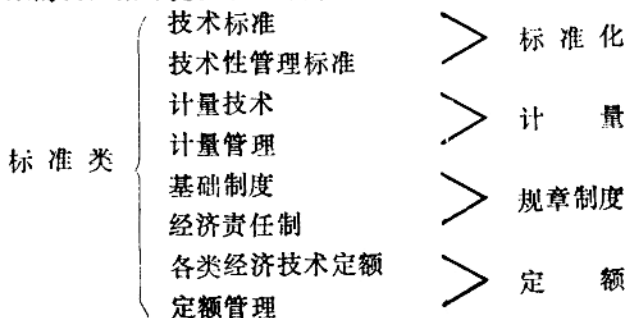 技术标准
标准化
技术性管理标准
计量技术
计量
计量管理
标准类
基础制度
规章制度
经济责任制
各类经济技术定额
定额
定额管理